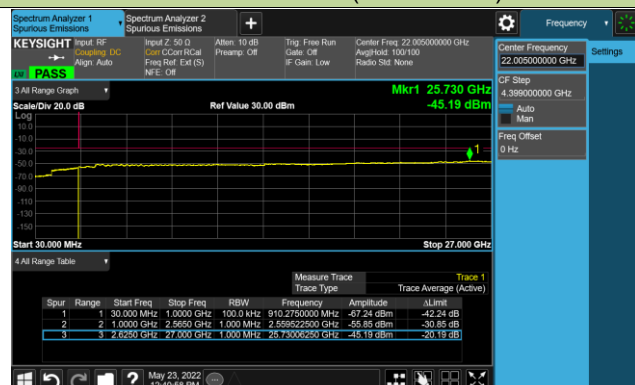 Spectrum Analyzer 1
Spurious Emissions
Spectrum Analyzer 2
Spurious Emissions
Frequency
KEYSIGHT
Input: RF
Coupling: DC
Align: Auto
Input Z: 50 Ω
Corr CCorr RCal
Freq Ref: Ext (S)
NFE: Off
Atten: 10 dB
Preamp: Off
Trig: Free Run
Gate: Off
IF Gain: Low
Center Freq: 22.005000000 GHz
Avg|Hold: 100/100
Radio Std: None
PASS
Center Frequency
22.005000000 GHz
Settings
CF Step
4.399000000 GHz
Auto
Man
Freq Offset
0 Hz
3 All Range Graph
Mkr1 25.730 GHz
Scale/Div 20.0 dB
Ref Value 30.00 dBm
-45.19 dBm
Log
10.0
-10.0
-30.0
-50.0
-70.0
-90.0
-110
-130
-150
1
Start 30.000 MHz
Stop 27.000 GHz
4 All Range Table
Measure Trace Trace 1
Trace Type Trace Average (Active)
Spur Range Start Freq Stop Freq RBW Frequency Amplitude ΔLimit
1 1 30.000 MHz 1.0000 GHz 100.0 kHz 910.2750000 MHz -67.24 dBm -42.24 dB
2 2 1.0000 GHz 2.5650 GHz 1.000 MHz 2.559522500 GHz -55.85 dBm -30.85 dB
3 3 2.6250 GHz 27.000 GHz 1.000 MHz 25.73006250 GHz -45.19 dBm -20.19 dB
May 23, 2022